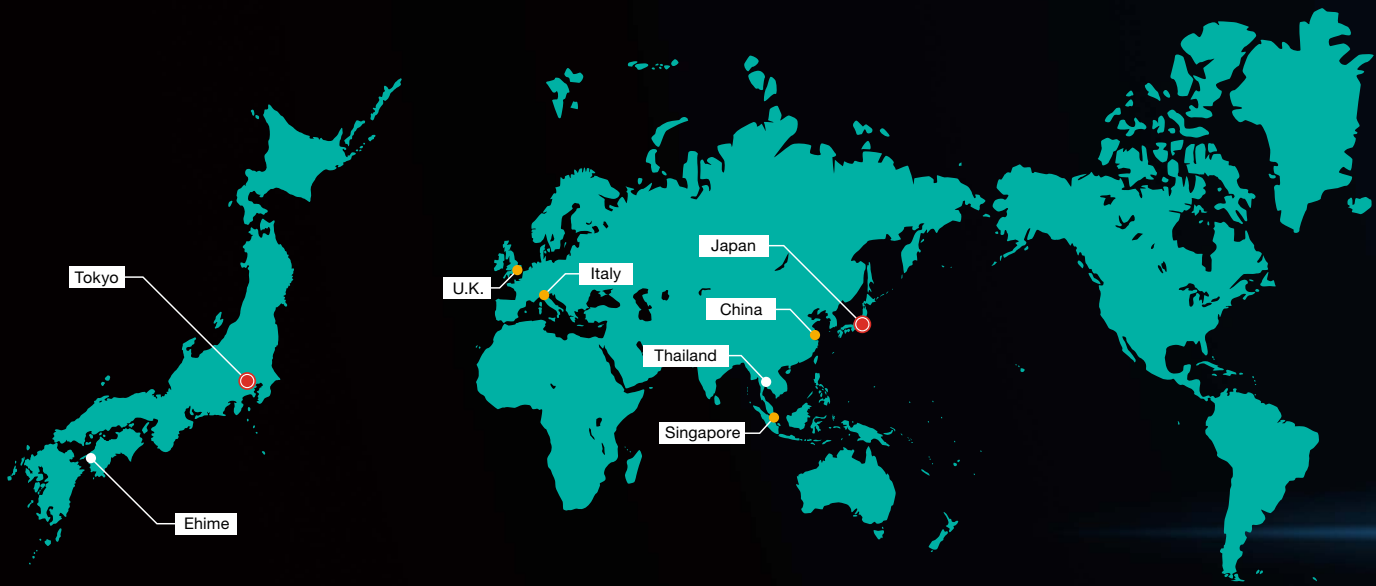 Tokyo
Ehime
U.K.
Italy
Japan
China
Thailand
Singapore